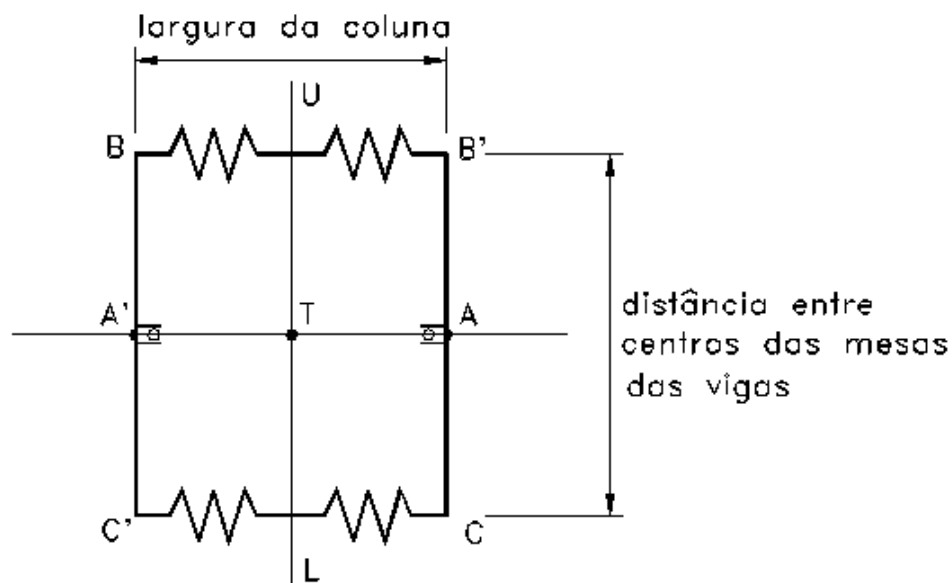 largura da coluna
U
B
B'
A'
T
A
distância entre
centros das mesas
das vigas
C'
C
L